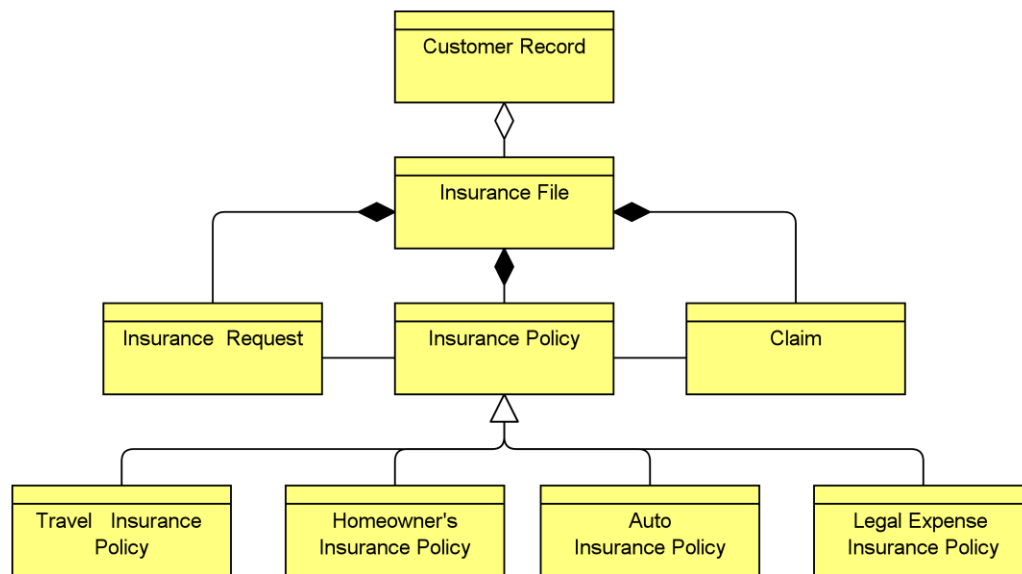 Customer Record
Insurance File
Insurance  Request
Insurance Policy
Claim
Travel   Insurance
Policy
Homeowner's
Insurance Policy
Auto
Insurance Policy
Legal Expense
Insurance Policy